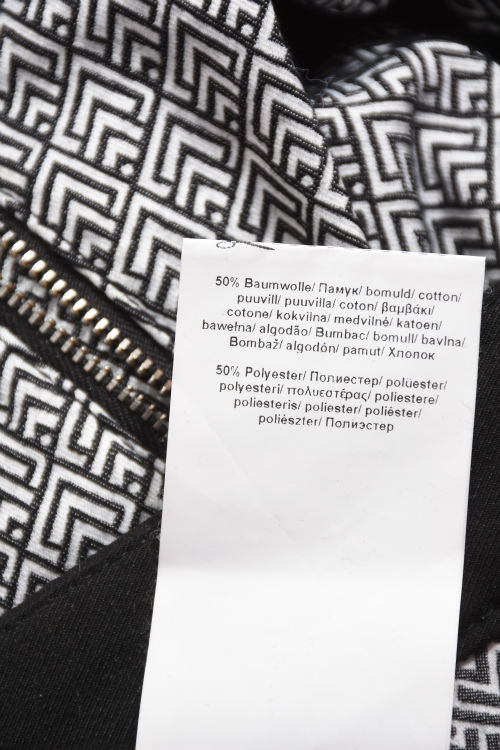 50% Baumwolle/ Памук/ bomuld/ cotton/
puuvill/ puuvilla/ coton/ βαμβάκι/
cotone/ kokvilna/ medvilnė/ katoen/
bawełna/ algodão/ Bumbac/ bomull/ bavlna/
Bombaž/ algodón/ pamut/ Хлопок
50% Polyester/ Полиестер/ polüester/
polyesteri/ πολυεστέρας/ poliestere/
poliesteris/ poliester/ poliéster/
poliészter/ Полиэстер